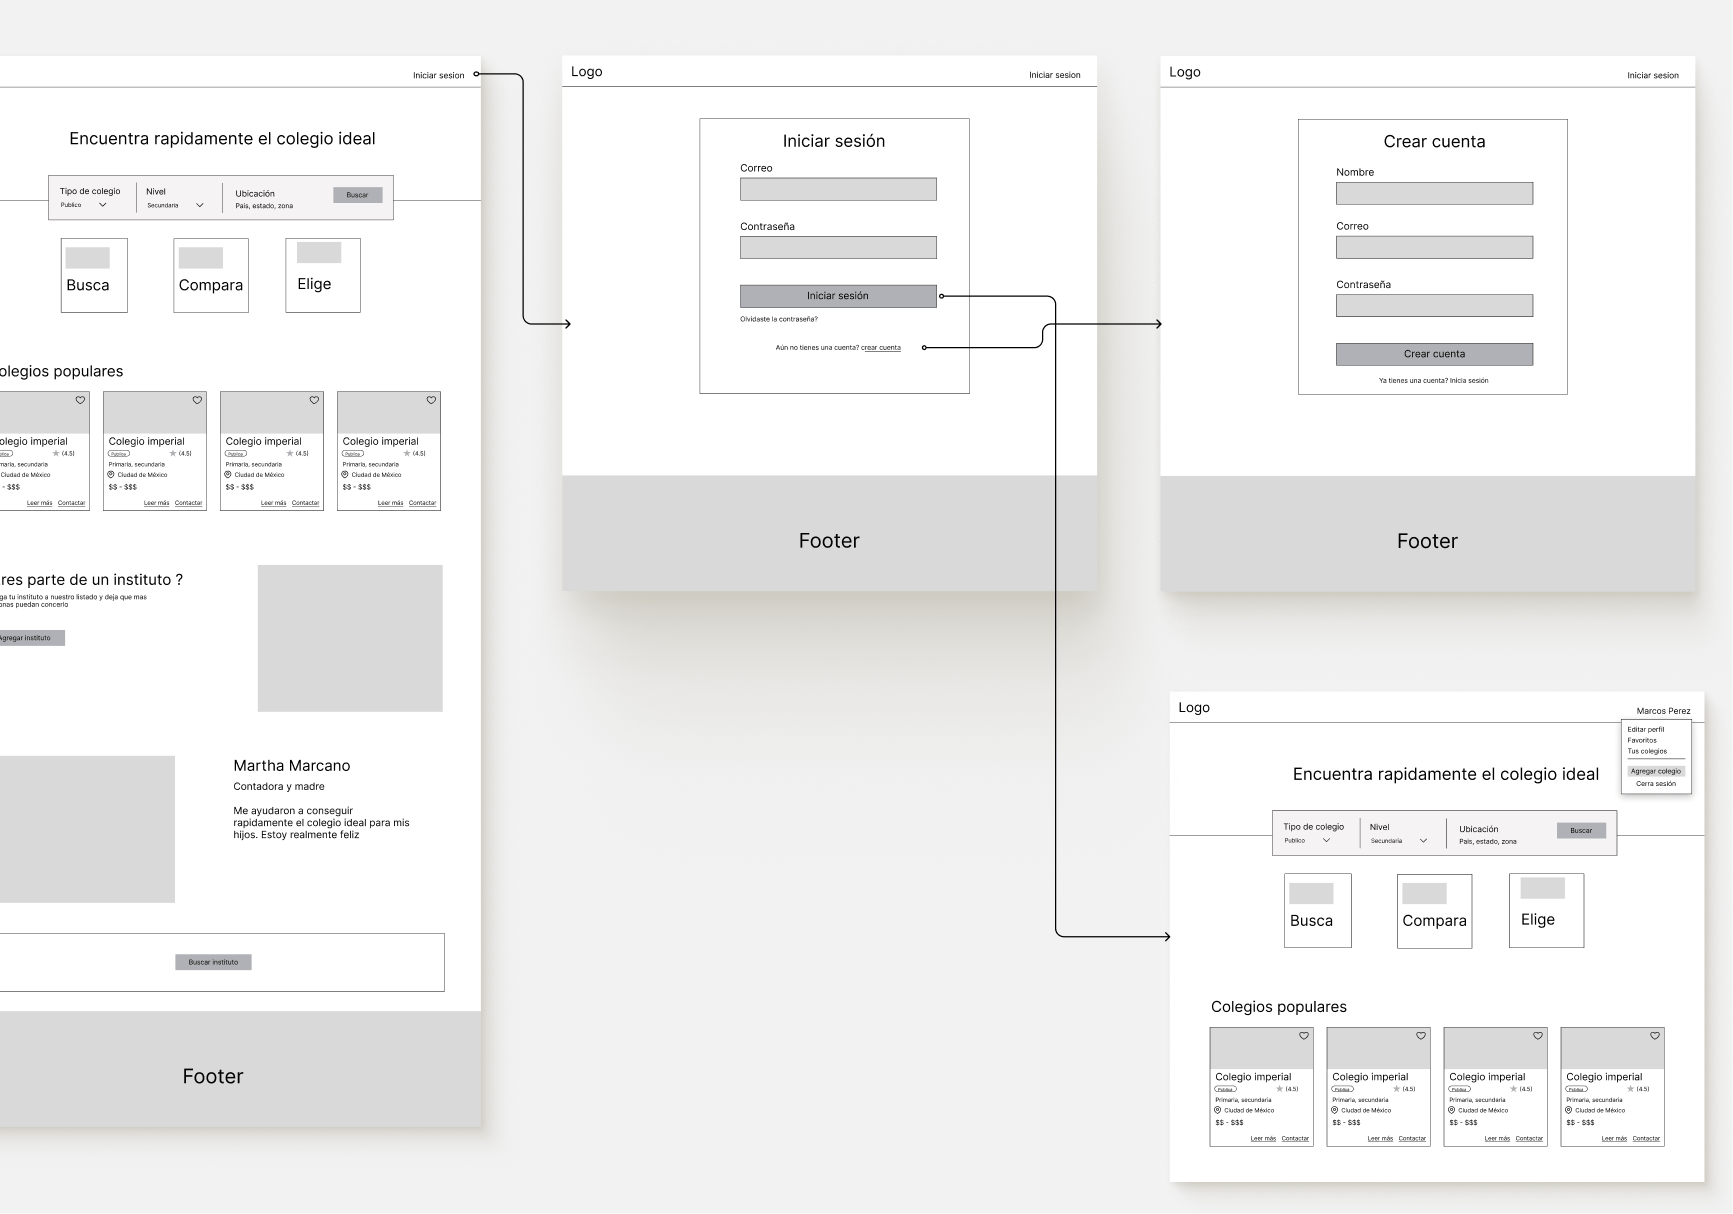 Iniciar sesion
Encuentra rapidamente el colegio ideal
Tipo de colegio
Publico
Nivel
Secundaria
Ubicación
País, estado, zona
Buscar
Busca
Compara
Elige
olegios populares
olegio imperial
(4.5)
maria, secundaria
Ciudad de México
- $$$
Leer más Contactar
Colegio imperial
Publico (4.5)
Primaria, secundaria
Ciudad de México
$$ - $$$
Leer más Contactar
Colegio imperial
Publico (4.5)
Primaria, secundaria
Ciudad de México
$$ - $$$
Leer más Contactar
Colegio imperial
Publico (4.5)
Primaria, secundaria
Ciudad de México
$$ - $$$
Leer más Contactar
res parte de un instituto ?
ga tu instituto a nuestro listado y deja que mas
onas puedan concerlo
Agregar instituto
Martha Marcano
Contadora y madre
Me ayudaron a conseguir
rapidamente el colegio ideal para mis
hijos. Estoy realmente feliz
Buscar instituto
Footer
Logo
Iniciar sesion
Iniciar sesión
Correo
Contraseña
Iniciar sesión
Olvidaste la contraseña?
Aún no tienes una cuenta? crear cuenta
Footer
Logo
Iniciar sesion
Crear cuenta
Nombre
Correo
Contraseña
Crear cuenta
Ya tienes una cuenta? Inicia sesión
Footer
Logo
Marcos Perez
Editar perfil
Favoritos
Tus colegios
Agregar colegio
Cerra sesión
Encuentra rapidamente el colegio ideal
Tipo de colegio
Publico
Nivel
Secundaria
Ubicación
País, estado, zona
Buscar
Busca
Compara
Elige
Colegios populares
Colegio imperial
Publico (4.5)
Primaria, secundaria
Ciudad de México
$$ - $$$
Leer más Contactar
Colegio imperial
Publico (4.5)
Primaria, secundaria
Ciudad de México
$$ - $$$
Leer más Contactar
Colegio imperial
Publico (4.5)
Primaria, secundaria
Ciudad de México
$$ - $$$
Leer más Contactar
Colegio imperial
Publico (4.5)
Primaria, secundaria
Ciudad de México
$$ - $$$
Leer más Contactar